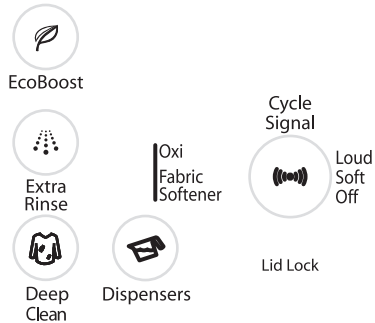 EcoBoost
Cycle
Signal
Oxi
Fabric
Softener
Loud
Soft
Off
Extra
Rinse
Lid Lock
Deep
Clean
Dispensers